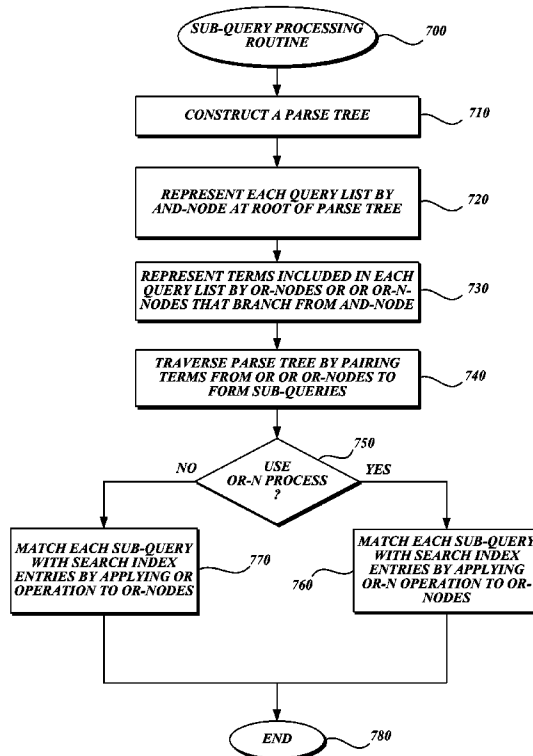 SUB-QUERY PROCESSING
ROUTINE
700
CONSTRUCT A PARSE TREE
710
REPRESENT EACH QUERY LIST BY
AND-NODE AT ROOT OF PARSE TREE
720
REPRESENT TERMS INCLUDED IN EACH
QUERY LIST BY OR-NODES OR OR OR-N-
NODES THAT BRANCH FROM AND-NODE
730
TRAVERSE PARSE TREE BY PAIRING
TERMS FROM OR OR OR-NODES TO
FORM SUB-QUERIES
740
750
NO
USE
OR-N PROCESS
?
YES
MATCH EACH SUB-QUERY
WITH SEARCH INDEX
ENTRIES BY APPLYING OR
OPERATION TO OR-NODES
770
760
MATCH EACH SUB-QUERY
WITH SEARCH INDEX
ENTRIES BY APPLYING
OR-N OPERATION TO OR-
NODES
END
780